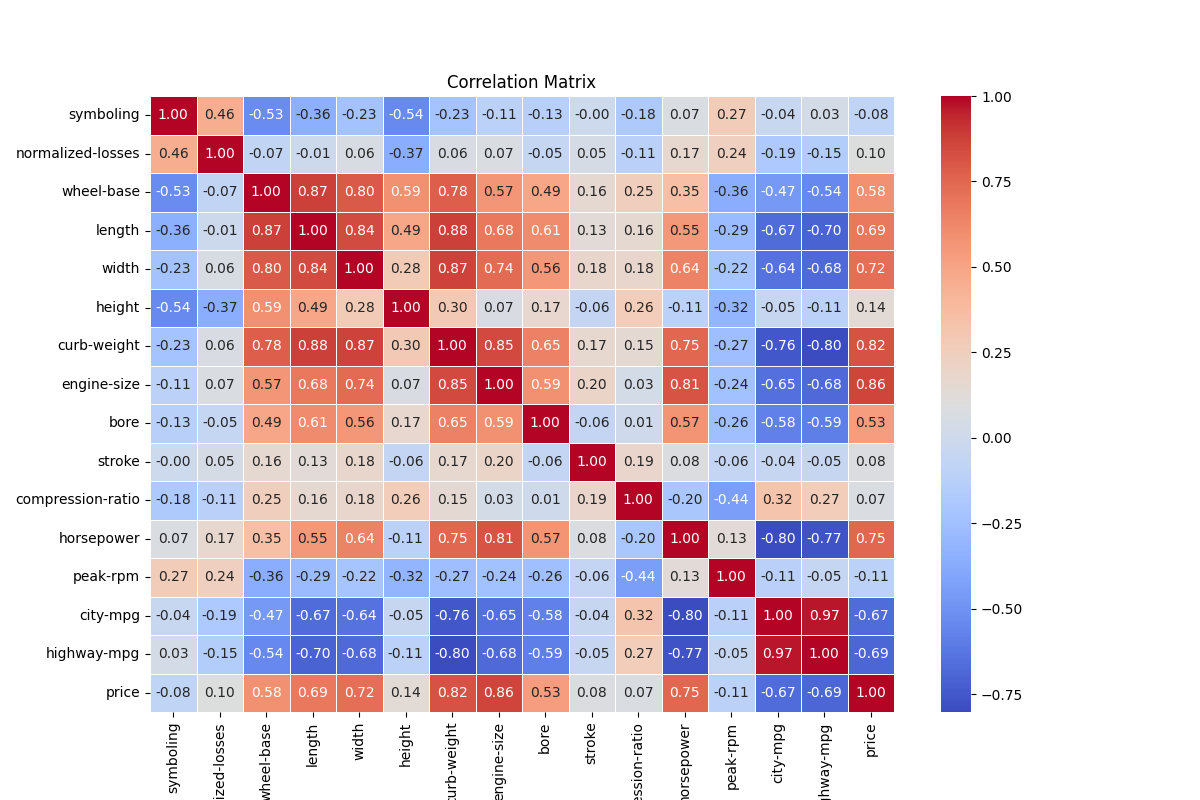 Correlation Matrix
symboling 1.00 0.46 -0.53 -0.36 -0.23 -0.54 -0.23 -0.11 -0.13 -0.00 -0.18 0.07 0.27 -0.04 0.03 -0.08
normalized-losses 0.46 1.00 -0.07 -0.01 0.06 -0.37 0.06 0.07 -0.05 0.05 -0.11 0.17 0.24 -0.19 -0.15 0.10
wheel-base -0.53 -0.07 1.00 0.87 0.80 0.59 0.78 0.57 0.49 0.16 0.25 0.35 -0.36 -0.47 -0.54 0.58
length -0.36 -0.01 0.87 1.00 0.84 0.49 0.88 0.68 0.61 0.13 0.16 0.55 -0.29 -0.67 -0.70 0.69
width -0.23 0.06 0.80 0.84 1.00 0.28 0.87 0.74 0.56 0.18 0.18 0.64 -0.22 -0.64 -0.68 0.72
height -0.54 -0.37 0.59 0.49 0.28 1.00 0.30 0.07 0.17 -0.06 0.26 -0.11 -0.32 -0.05 -0.11 0.14
curb-weight -0.23 0.06 0.78 0.88 0.87 0.30 1.00 0.85 0.65 0.17 0.15 0.75 -0.27 -0.76 -0.80 0.82
engine-size -0.11 0.07 0.57 0.68 0.74 0.07 0.85 1.00 0.59 0.20 0.03 0.81 -0.24 -0.65 -0.68 0.86
bore -0.13 -0.05 0.49 0.61 0.56 0.17 0.65 0.59 1.00 -0.06 0.01 0.57 -0.26 -0.58 -0.59 0.53
stroke -0.00 0.05 0.16 0.13 0.18 -0.06 0.17 0.20 -0.06 1.00 0.19 0.08 -0.06 -0.04 -0.05 0.08
compression-ratio -0.18 -0.11 0.25 0.16 0.18 0.26 0.15 0.03 0.01 0.19 1.00 -0.20 -0.44 0.32 0.27 0.07
horsepower 0.07 0.17 0.35 0.55 0.64 -0.11 0.75 0.81 0.57 0.08 -0.20 1.00 0.13 -0.80 -0.77 0.75
peak-rpm 0.27 0.24 -0.36 -0.29 -0.22 -0.32 -0.27 -0.24 -0.26 -0.06 -0.44 0.13 1.00 -0.11 -0.05 -0.11
city-mpg -0.04 -0.19 -0.47 -0.67 -0.64 -0.05 -0.76 -0.65 -0.58 -0.04 0.32 -0.80 -0.11 1.00 0.97 -0.67
highway-mpg 0.03 -0.15 -0.54 -0.70 -0.68 -0.11 -0.80 -0.68 -0.59 -0.05 0.27 -0.77 -0.05 0.97 1.00 -0.69
price -0.08 0.10 0.58 0.69 0.72 0.14 0.82 0.86 0.53 0.08 0.07 0.75 -0.11 -0.67 -0.69 1.00
symboling
ized-losses
wheel-base
length
width
height
curb-weight
engine-size
bore
stroke
ession-ratio
horsepower
peak-rpm
city-mpg
ghway-mpg
price
1.00
0.75
0.50
0.25
0.00
−0.25
−0.50
−0.75